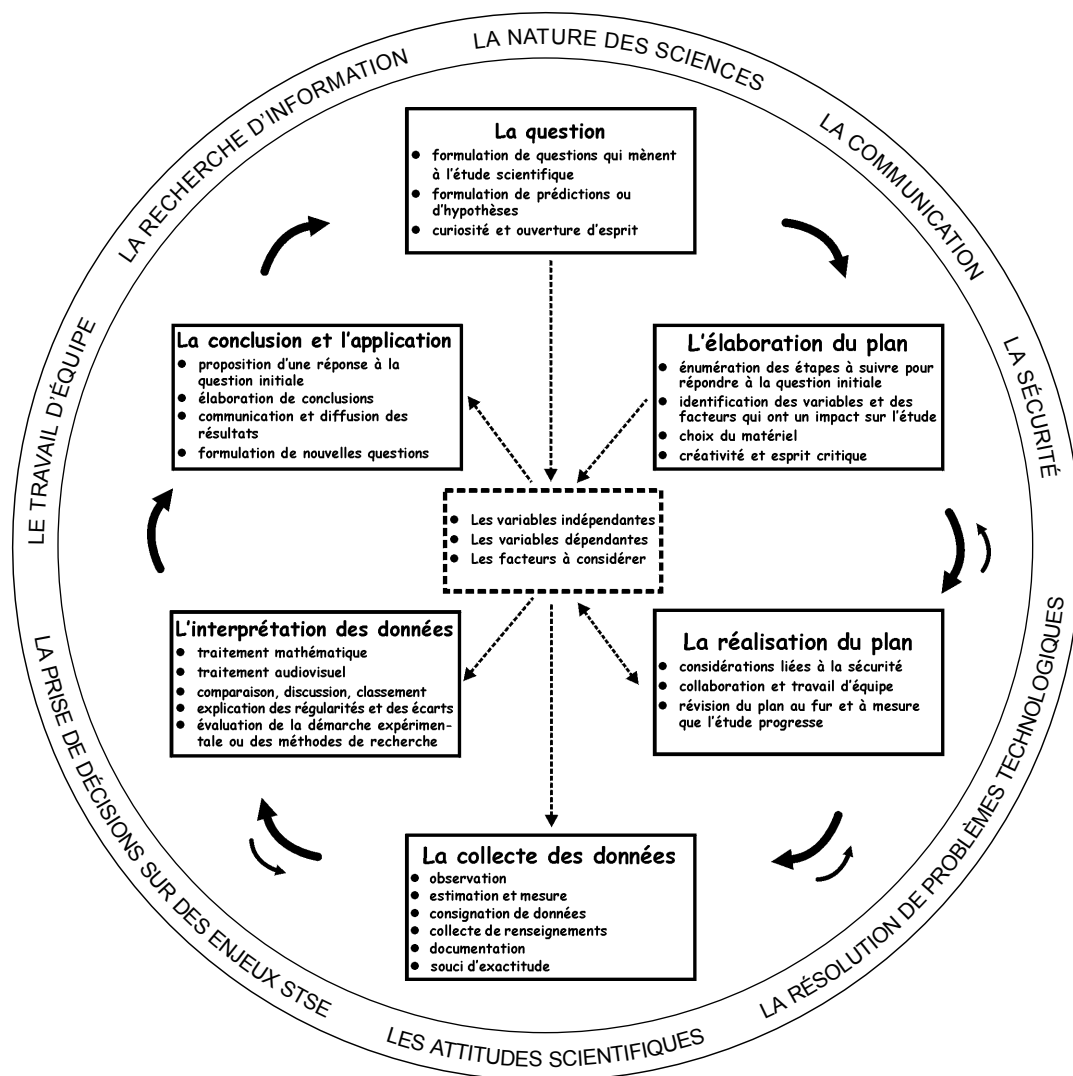 LA NATURE DES SCIENCES
LA COMMUNICATION
LA SÉCURITÉ
LA RÉSOLUTION DE PROBLÈMES TECHNOLOGIQUES
LES ATTITUDES SCIENTIFIQUES
LA PRISE DE DÉCISIONS SUR DES ENJEUX STSE
LE TRAVAIL D'ÉQUIPE
LA RECHERCHE D'INFORMATION
La question
● formulation de questions qui mènent
à l'étude scientifique
● formulation de prédictions ou
d'hypothèses
● curiosité et ouverture d'esprit
L'élaboration du plan
● énumération des étapes à suivre pour
répondre à la question initiale
● identification des variables et des
facteurs qui ont un impact sur l'étude
● choix du matériel
● créativité et esprit critique
La réalisation du plan
● considérations liées à la sécurité
● collaboration et travail d'équipe
● révision du plan au fur et à mesure
que l'étude progresse
La collecte des données
● observation
● estimation et mesure
● consignation de données
● collecte de renseignements
● documentation
● souci d'exactitude
L'interprétation des données
● traitement mathématique
● traitement audiovisuel
● comparaison, discussion, classement
● explication des régularités et des écarts
● évaluation de la démarche expérimen-
tale ou des méthodes de recherche
La conclusion et l'application
● proposition d'une réponse à la
question initiale
● élaboration de conclusions
● communication et diffusion des
résultats
● formulation de nouvelles questions
● Les variables indépendantes
● Les variables dépendantes
● Les facteurs à considérer